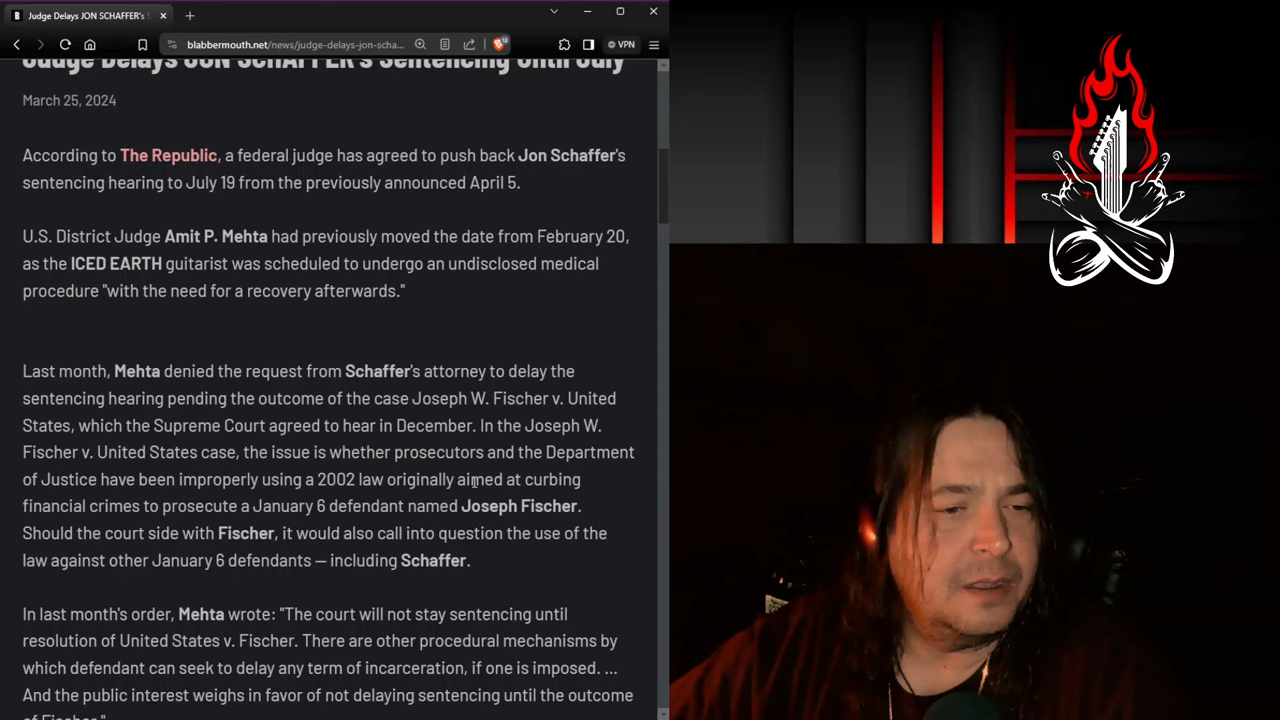 Judge Delays JON SCHAFFER's S
blabbermouth.net/news/judge-delays-jon-scha...
VPN
Judge Delays JON SCHAFFER's Sentencing Until July
March 25, 2024
According to The Republic, a federal judge has agreed to push back Jon Schaffer's
sentencing hearing to July 19 from the previously announced April 5.
U.S. District Judge Amit P. Mehta had previously moved the date from February 20,
as the ICED EARTH guitarist was scheduled to undergo an undisclosed medical
procedure "with the need for a recovery afterwards."
Last month, Mehta denied the request from Schaffer's attorney to delay the
sentencing hearing pending the outcome of the case Joseph W. Fischer v. United
States, which the Supreme Court agreed to hear in December. In the Joseph W.
Fischer v. United States case, the issue is whether prosecutors and the Department
of Justice have been improperly using a 2002 law originally aimed at curbing
financial crimes to prosecute a January 6 defendant named Joseph Fischer.
Should the court side with Fischer, it would also call into question the use of the
law against other January 6 defendants — including Schaffer.
In last month's order, Mehta wrote: "The court will not stay sentencing until
resolution of United States v. Fischer. There are other procedural mechanisms by
which defendant can seek to delay any term of incarceration, if one is imposed. ...
And the public interest weighs in favor of not delaying sentencing until the outcome
of Fischer."